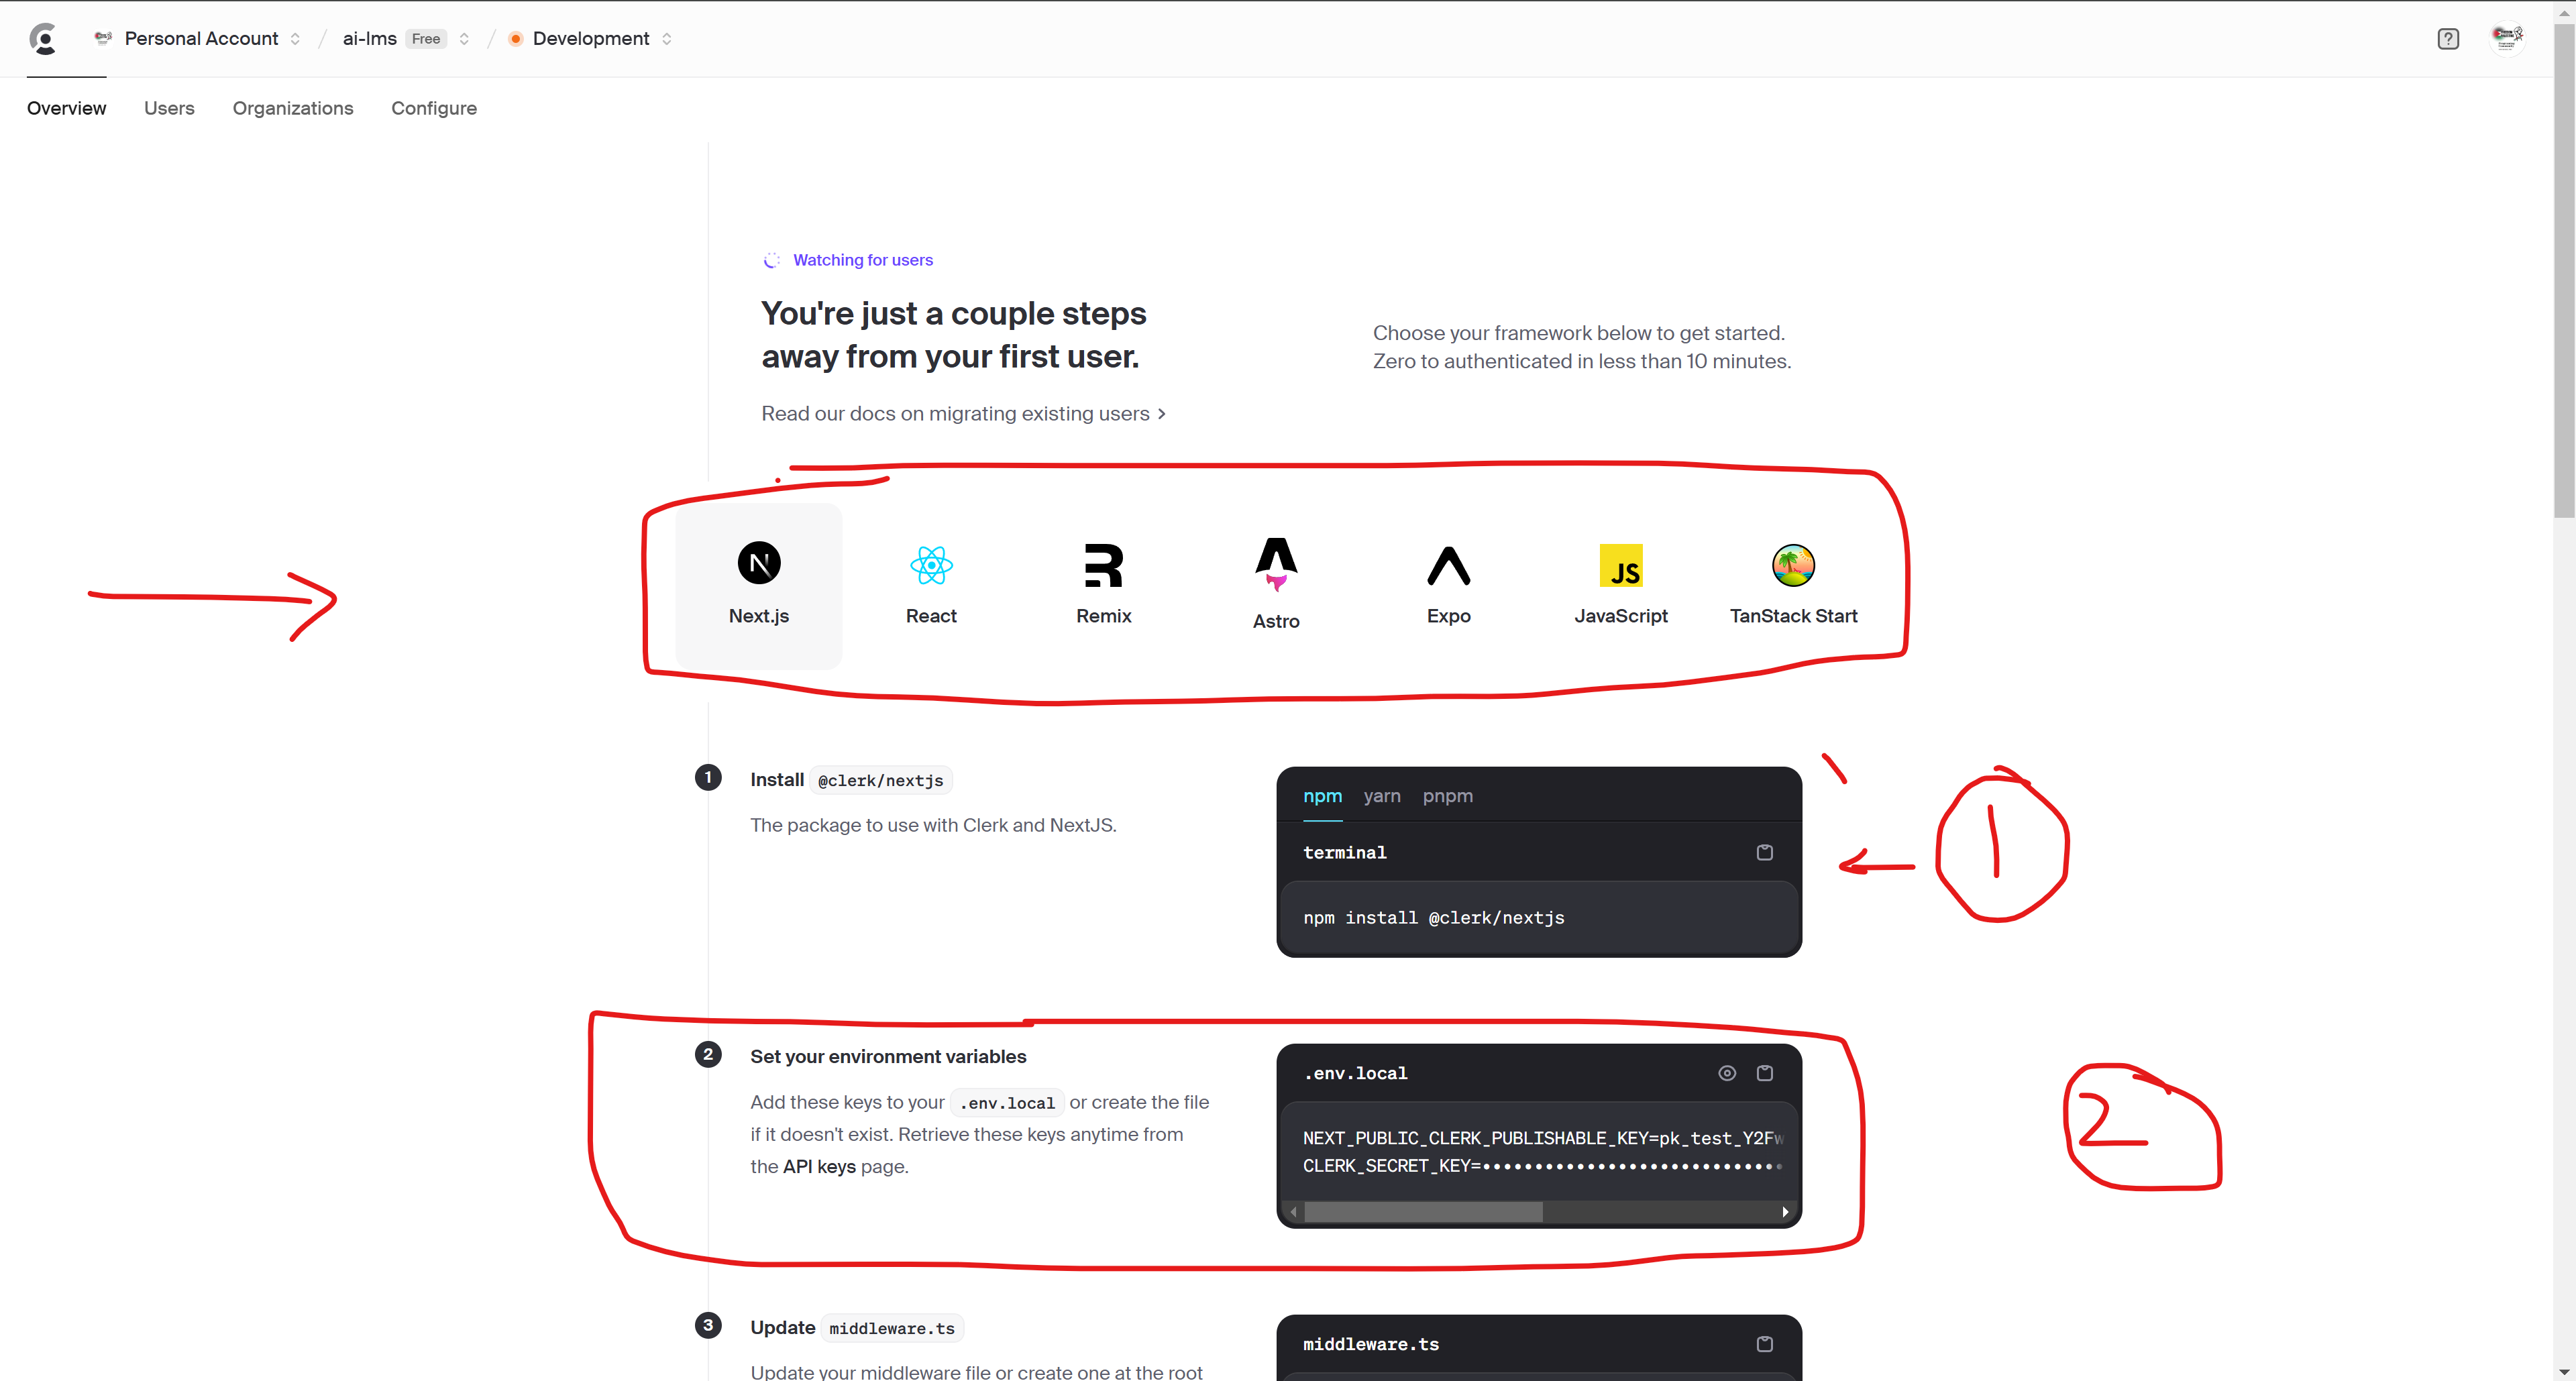 Personal Account / ai-lms Free / Development
Overview Users Organizations Configure
Watching for users
You're just a couple steps
away from your first user.
Choose your framework below to get started.
Zero to authenticated in less than 10 minutes.
Read our docs on migrating existing users >
N
JS
Next.js React Remix Astro Expo JavaScript TanStack Start
1 Install @clerk/nextjs
The package to use with Clerk and NextJS.
npm yarn pnpm
terminal
npm install @clerk/nextjs
1
2 Set your environment variables
Add these keys to your .env.local or create the file
if it doesn't exist. Retrieve these keys anytime from
the API keys page.
.env.local
NEXT_PUBLIC_CLERK_PUBLISHABLE_KEY=pk_test_Y2Fw
CLERK_SECRET_KEY=•••••••••••••••••••••••••••••
2
3 Update middleware.ts
Update your middleware file or create one at the root
middleware.ts